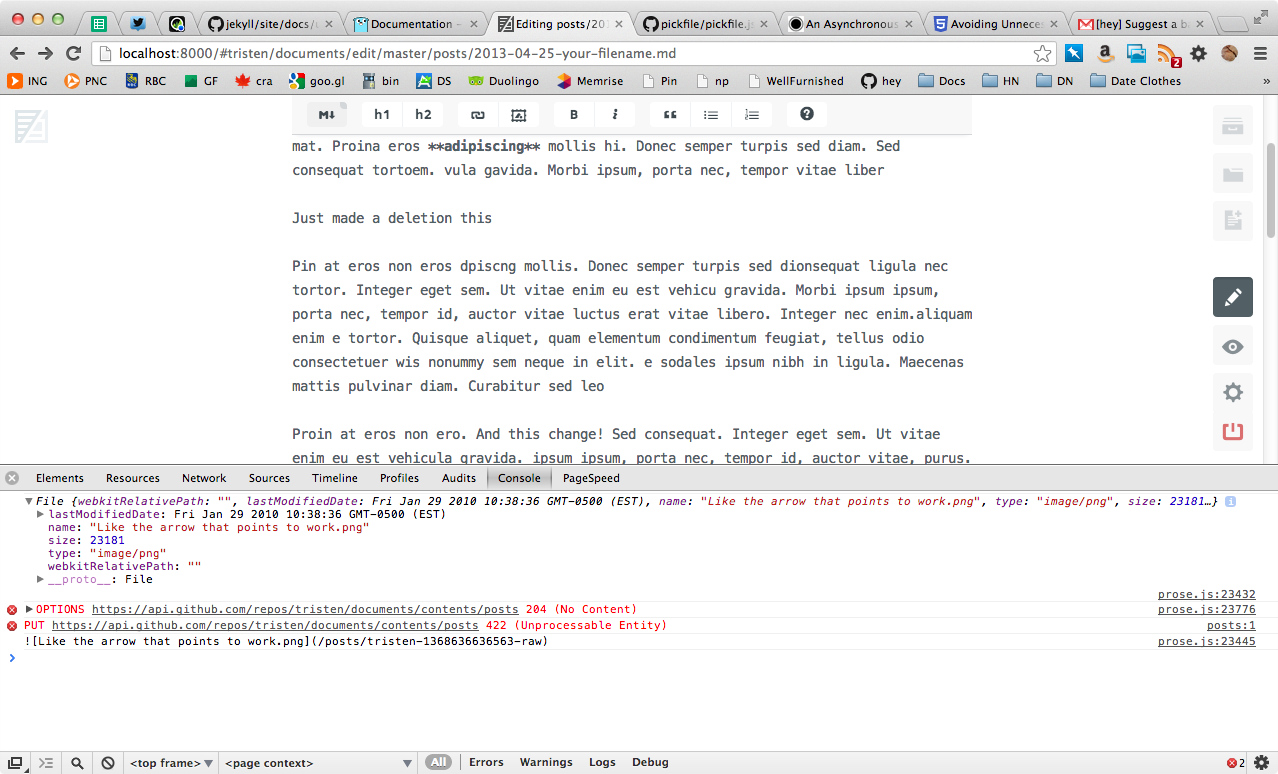 jekyll/site/docs/
Documentation -
Editing posts/201
pickfile/pickfile.js
An Asynchronous
Avoiding Unneces
[hey] Suggest a b
localhost:8000/#tristen/documents/edit/master/posts/2013-04-25-your-filename.md
2
ING PNC RBC GF cra goo.gl bin DS Duolingo Memrise Pin np WellFurnished hey Docs HN DN Date Clothes »
M↓ h1 h2 B i “ ?
mat. Proina eros **adipiscing** mollis hi. Donec semper turpis sed diam. Sed
consequat tortoem. vula gavida. Morbi ipsum, porta nec, tempor vitae liber
Just made a deletion this
Pin at eros non eros dpiscng mollis. Donec semper turpis sed dionsequat ligula nec
tortor. Integer eget sem. Ut vitae enim eu est vehicu gravida. Morbi ipsum ipsum,
porta nec, tempor id, auctor vitae luctus erat vitae libero. Integer nec enim.aliquam
enim e tortor. Quisque aliquet, quam elementum condimentum feugiat, tellus odio
consectetuer wis nonummy sem neque in elit. e sodales ipsum nibh in ligula. Maecenas
mattis pulvinar diam. Curabitur sed leo
Proin at eros non ero. And this change! Sed consequat. Integer eget sem. Ut vitae
enim eu est vehicula gravida. ipsum ipsum, porta nec, tempor id, auctor vitae, purus.
Elements Resources Network Sources Timeline Profiles Audits Console PageSpeed
File {webkitRelativePath: "", lastModifiedDate: Fri Jan 29 2010 10:38:36 GMT-0500 (EST), name: "Like the arrow that points to work.png", type: "image/png", size: 23181…}
lastModifiedDate: Fri Jan 29 2010 10:38:36 GMT-0500 (EST)
name: "Like the arrow that points to work.png"
size: 23181
type: "image/png"
webkitRelativePath: ""
__proto__: File
prose.js:23432
OPTIONS https://api.github.com/repos/tristen/documents/contents/posts 204 (No Content) prose.js:23776
PUT https://api.github.com/repos/tristen/documents/contents/posts 422 (Unprocessable Entity) posts:1
![Like the arrow that points to work.png](/posts/tristen-1368636636563-raw) prose.js:23445
<top frame> <page context> All Errors Warnings Logs Debug 2